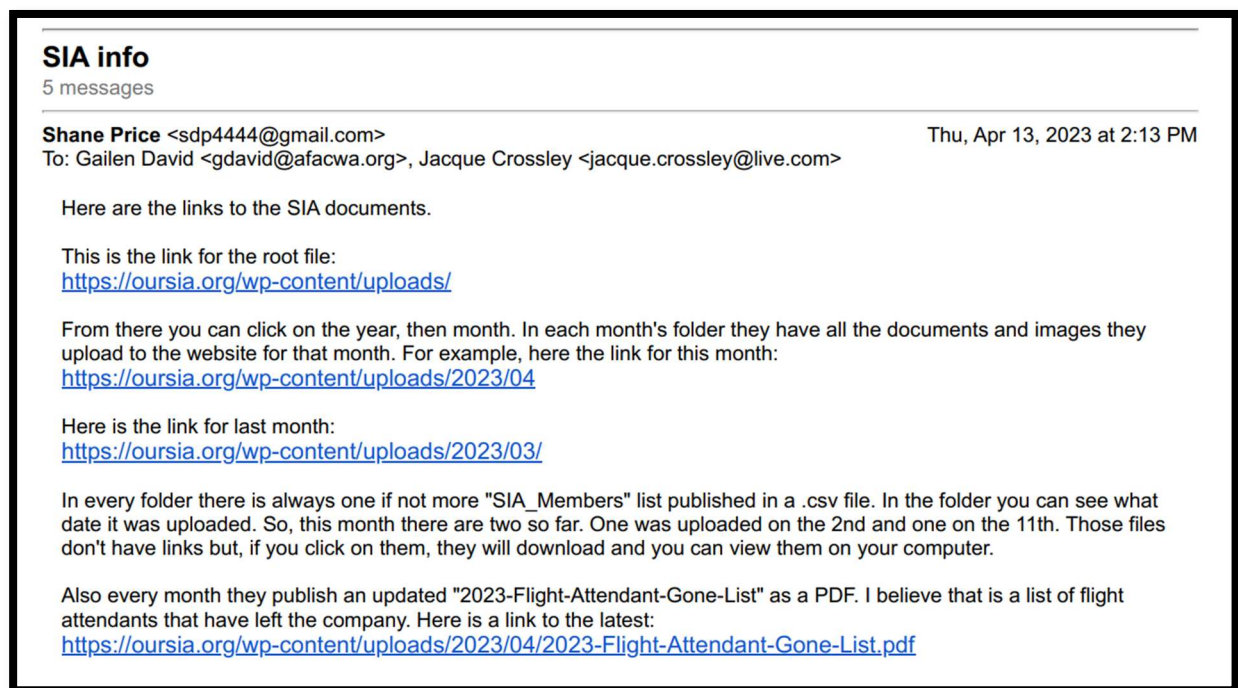 SIA info
5 messages
Shane Price <sdp4444@gmail.com> Thu, Apr 13, 2023 at 2:13 PM
To: Gailen David <gdavid@afacwa.org>, Jacque Crossley <jacque.crossley@live.com>
Here are the links to the SIA documents.
This is the link for the root file:
https://oursia.org/wp-content/uploads/
From there you can click on the year, then month. In each month's folder they have all the documents and images they
upload to the website for that month. For example, here the link for this month:
https://oursia.org/wp-content/uploads/2023/04
Here is the link for last month:
https://oursia.org/wp-content/uploads/2023/03/
In every folder there is always one if not more "SIA_Members" list published in a .csv file. In the folder you can see what
date it was uploaded. So, this month there are two so far. One was uploaded on the 2nd and one on the 11th. Those files
don't have links but, if you click on them, they will download and you can view them on your computer.
Also every month they publish an updated "2023-Flight-Attendant-Gone-List" as a PDF. I believe that is a list of flight
attendants that have left the company. Here is a link to the latest:
https://oursia.org/wp-content/uploads/2023/04/2023-Flight-Attendant-Gone-List.pdf